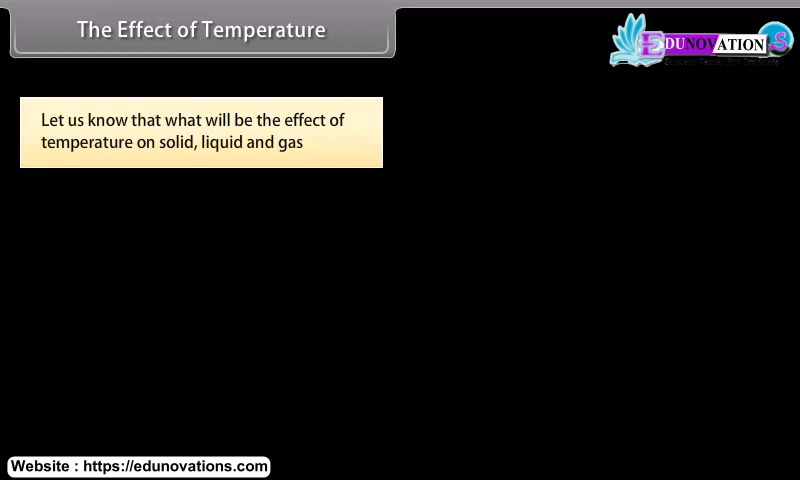 The Effect of Temperature
EDUNOVATIONS
Let us know that what will be the effect of
temperature on solid, liquid and gas
Website : https://edunovations.com